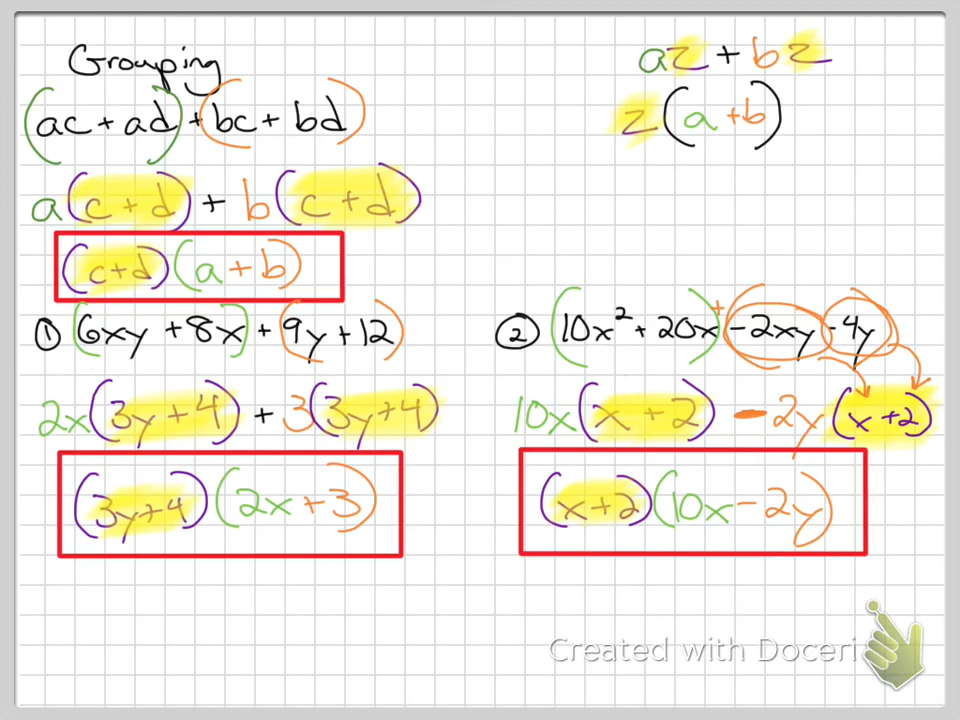 Grouping
(ac + ad) + (bc + bd)
a(c + d) + b(c + d)
(c + d)(a + b)
az + bz
z(a + b)
① (6xy + 8x) + (9y + 12)
2x(3y + 4) + 3(3y + 4)
(3y + 4)(2x + 3)
② (10x² + 20x) + (-2xy - 4y)
10x(x + 2) - 2y(x + 2)
(x + 2)(10x - 2y)
Created with Doceri